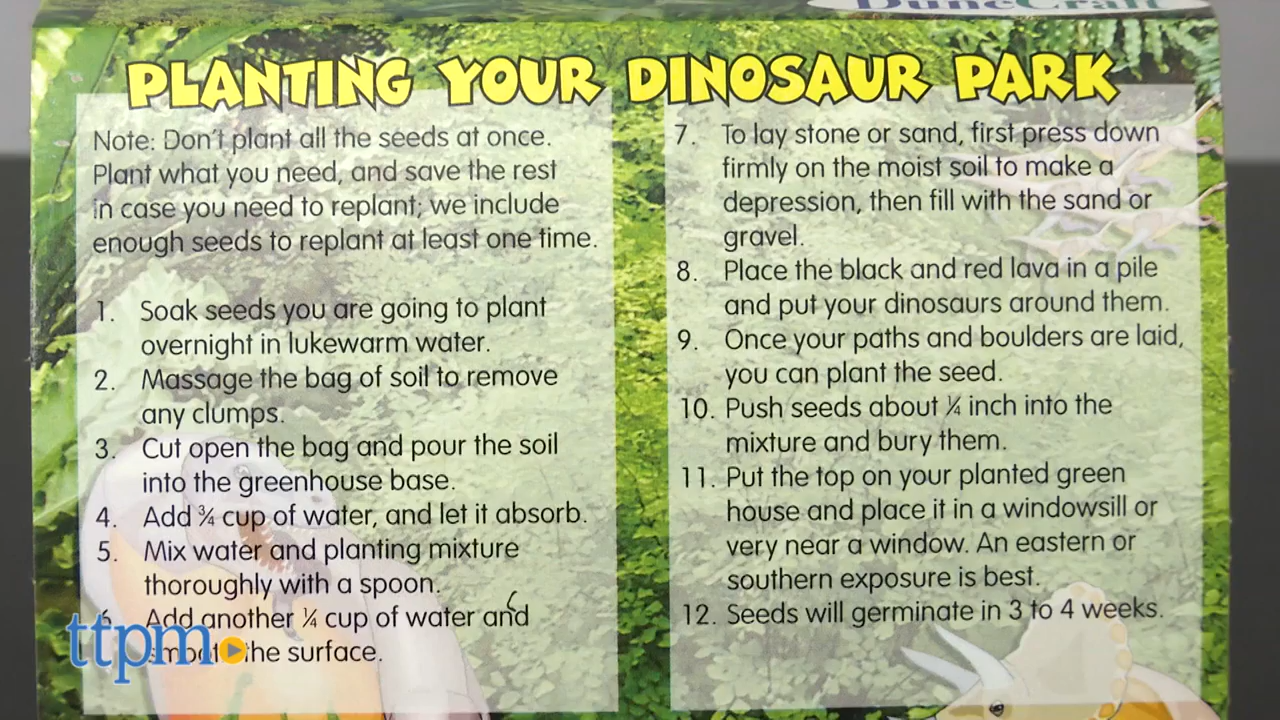 DuneCraft
PLANTING YOUR DINOSAUR PARK
Note: Don't plant all the seeds at once.
Plant what you need, and save the rest
in case you need to replant; we include
enough seeds to replant at least one time.
1. Soak seeds you are going to plant
overnight in lukewarm water.
2. Massage the bag of soil to remove
any clumps.
3. Cut open the bag and pour the soil
into the greenhouse base.
4. Add ¾ cup of water, and let it absorb.
5. Mix water and planting mixture
thoroughly with a spoon.
6. Add another ¼ cup of water and
smooth the surface.
7. To lay stone or sand, first press down
firmly on the moist soil to make a
depression, then fill with the sand or
gravel.
8. Place the black and red lava in a pile
and put your dinosaurs around them.
9. Once your paths and boulders are laid,
you can plant the seed.
10. Push seeds about ¼ inch into the
mixture and bury them.
11. Put the top on your planted green
house and place it in a windowsill or
very near a window. An eastern or
southern exposure is best.
12. Seeds will germinate in 3 to 4 weeks.
ttpm